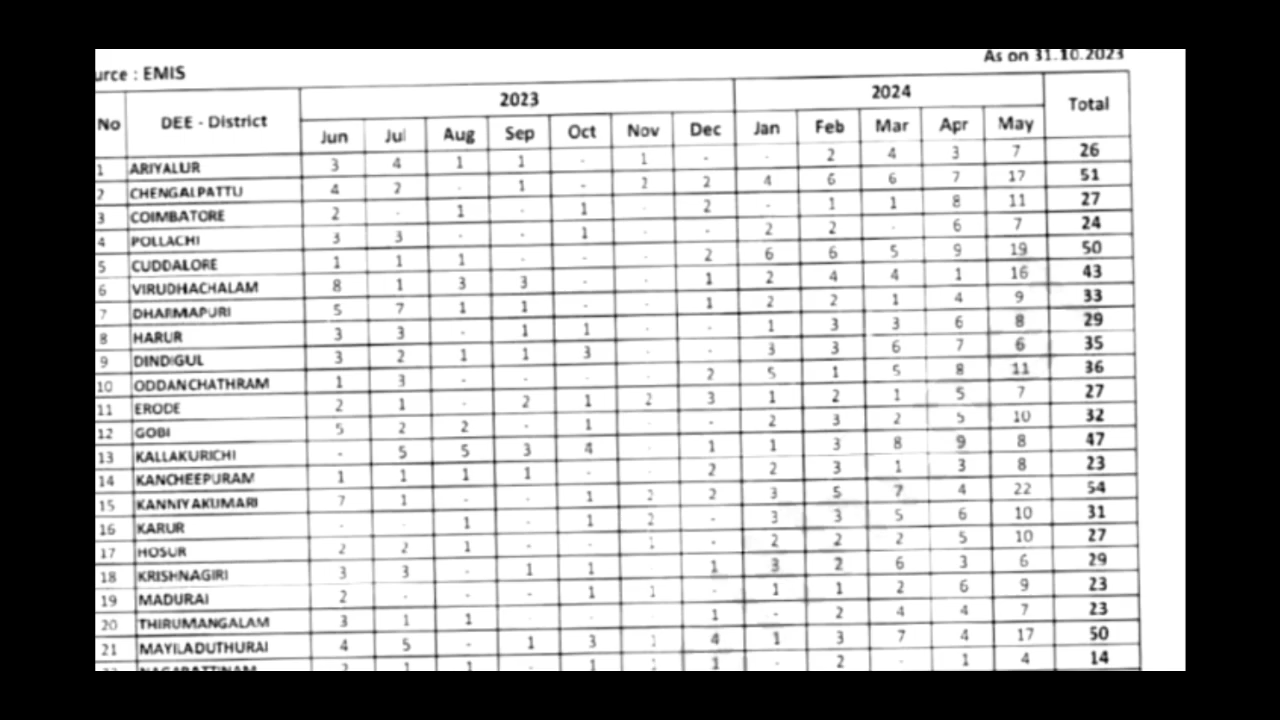 As on 31.10.2023
urce : EMIS
No DEE - District 2023 2024 Total
Jun Jul Aug Sep Oct Nov Dec Jan Feb Mar Apr May
1 ARIYALUR 3 4 1 1 - 1 - - 2 4 3 7 26
2 CHENGALPATTU 4 2 - 1 - 2 2 4 6 6 7 17 51
3 COIMBATORE 2 - 1 - 1 - 2 - 1 1 8 11 27
4 POLLACHI 3 3 - - 1 - - 2 2 - 6 7 24
5 CUDDALORE 1 1 1 - - - 2 6 6 5 9 19 50
6 VIRUDHACHALAM 8 1 3 3 - - 1 2 4 4 1 16 43
7 DHARMAPURI 5 7 1 1 - - 1 2 2 1 4 9 33
8 HARUR 3 3 - 1 1 - - 1 3 3 6 8 29
9 DINDIGUL 3 2 1 1 3 - - 3 3 6 7 6 35
10 ODDANCHATHRAM 1 3 - - - - 2 5 1 5 8 11 36
11 ERODE 2 1 - 2 1 2 3 1 2 1 5 7 27
12 GOBI 5 2 2 - 1 - - 2 3 2 5 10 32
13 KALLAKURICHI - 5 5 3 4 - 1 1 3 8 9 8 47
14 KANCHEEPURAM 1 1 1 1 - - 2 2 3 1 3 8 23
15 KANNIYAKUMARI 7 1 - - 1 2 2 3 5 7 4 22 54
16 KARUR - - 1 - 1 2 - 3 3 5 6 10 31
17 HOSUR 2 2 1 - - 1 - 2 2 2 5 10 27
18 KRISHNAGIRI 3 3 - 1 1 - 1 3 2 6 3 6 29
19 MADURAI 2 - - - 1 1 - 1 1 2 6 9 23
20 THIRUMANGALAM 3 1 1 - - - 1 - 2 4 4 7 23
21 MAYILADUTHURAI 4 5 - 1 3 1 4 1 3 7 4 17 50
22 NAGAPATTINAM 2 1 1 - 1 1 1 - 2 - 1 4 14